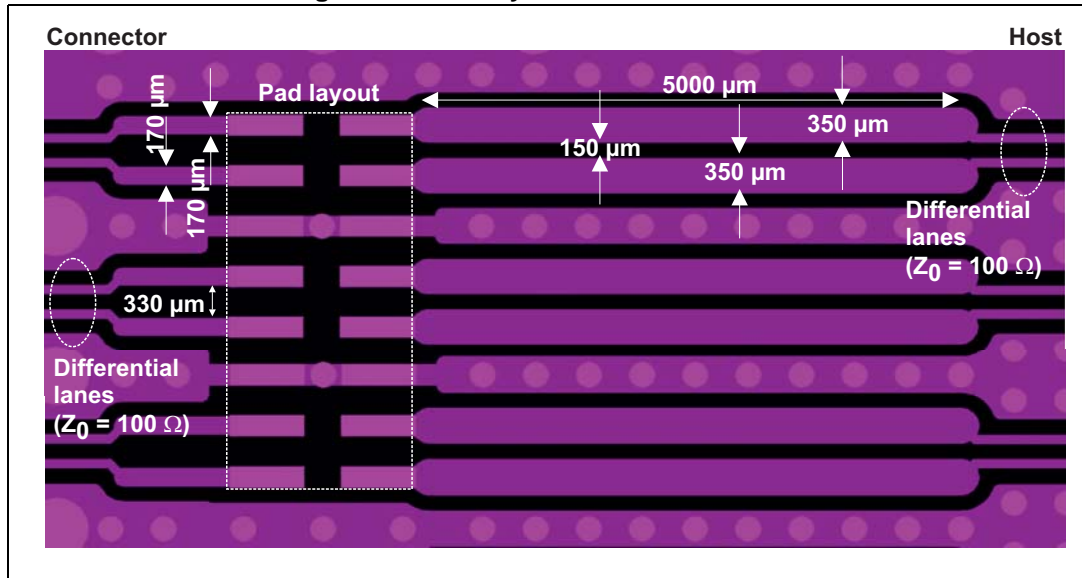 Connector
Host
170 µm
Pad layout
5000 µm
350 µm
150 µm
350 µm
170 µm
Differential
lanes
(Z0 = 100 Ω)
330 µm
Differential
lanes
(Z0 = 100 Ω)